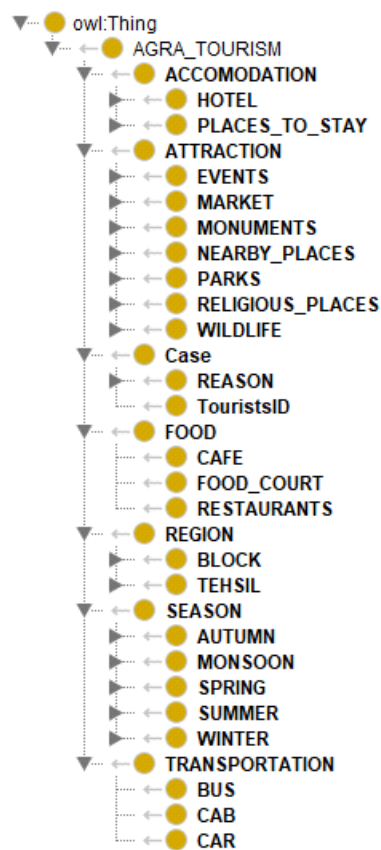 owl:Thing
AGRA_TOURISM
ACCOMODATION
HOTEL
PLACES_TO_STAY
ATTRACTION
EVENTS
MARKET
MONUMENTS
NEARBY_PLACES
PARKS
RELIGIOUS_PLACES
WILDLIFE
Case
REASON
TouristsID
FOOD
CAFE
FOOD_COURT
RESTAURANTS
REGION
BLOCK
TEHSIL
SEASON
AUTUMN
MONSOON
SPRING
SUMMER
WINTER
TRANSPORTATION
BUS
CAB
CAR